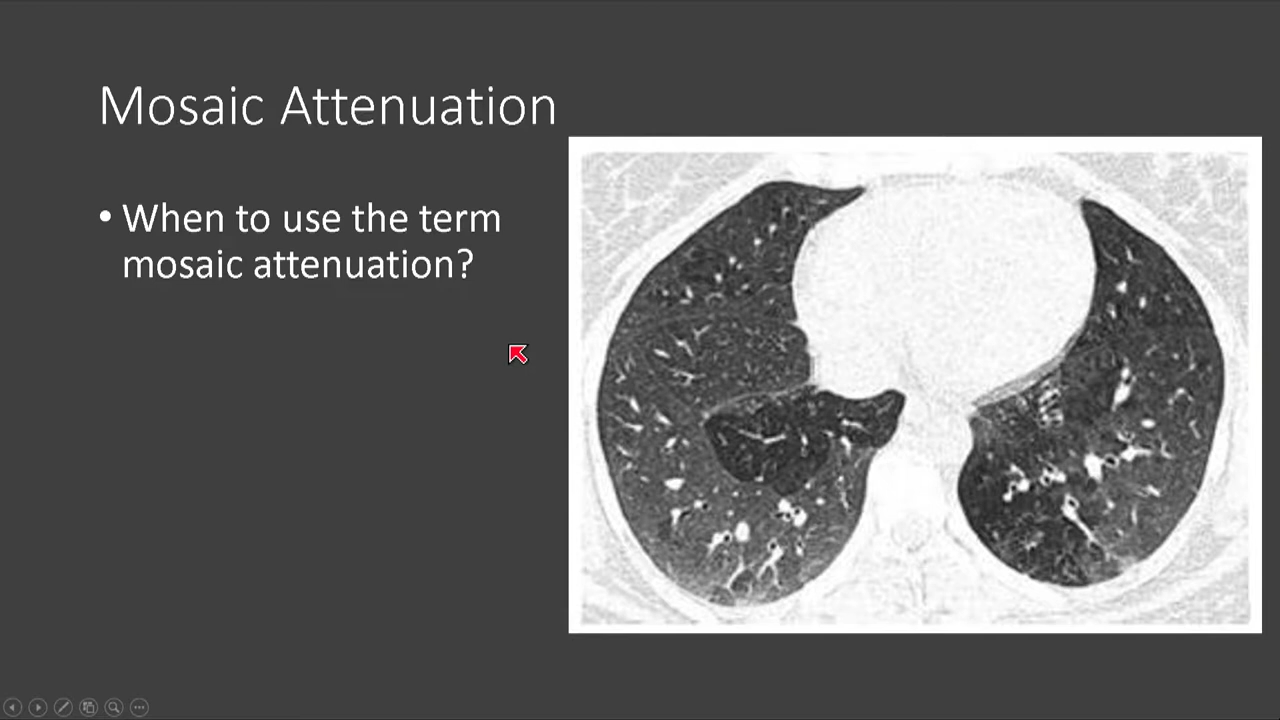 Mosaic Attenuation
• When to use the term
mosaic attenuation?